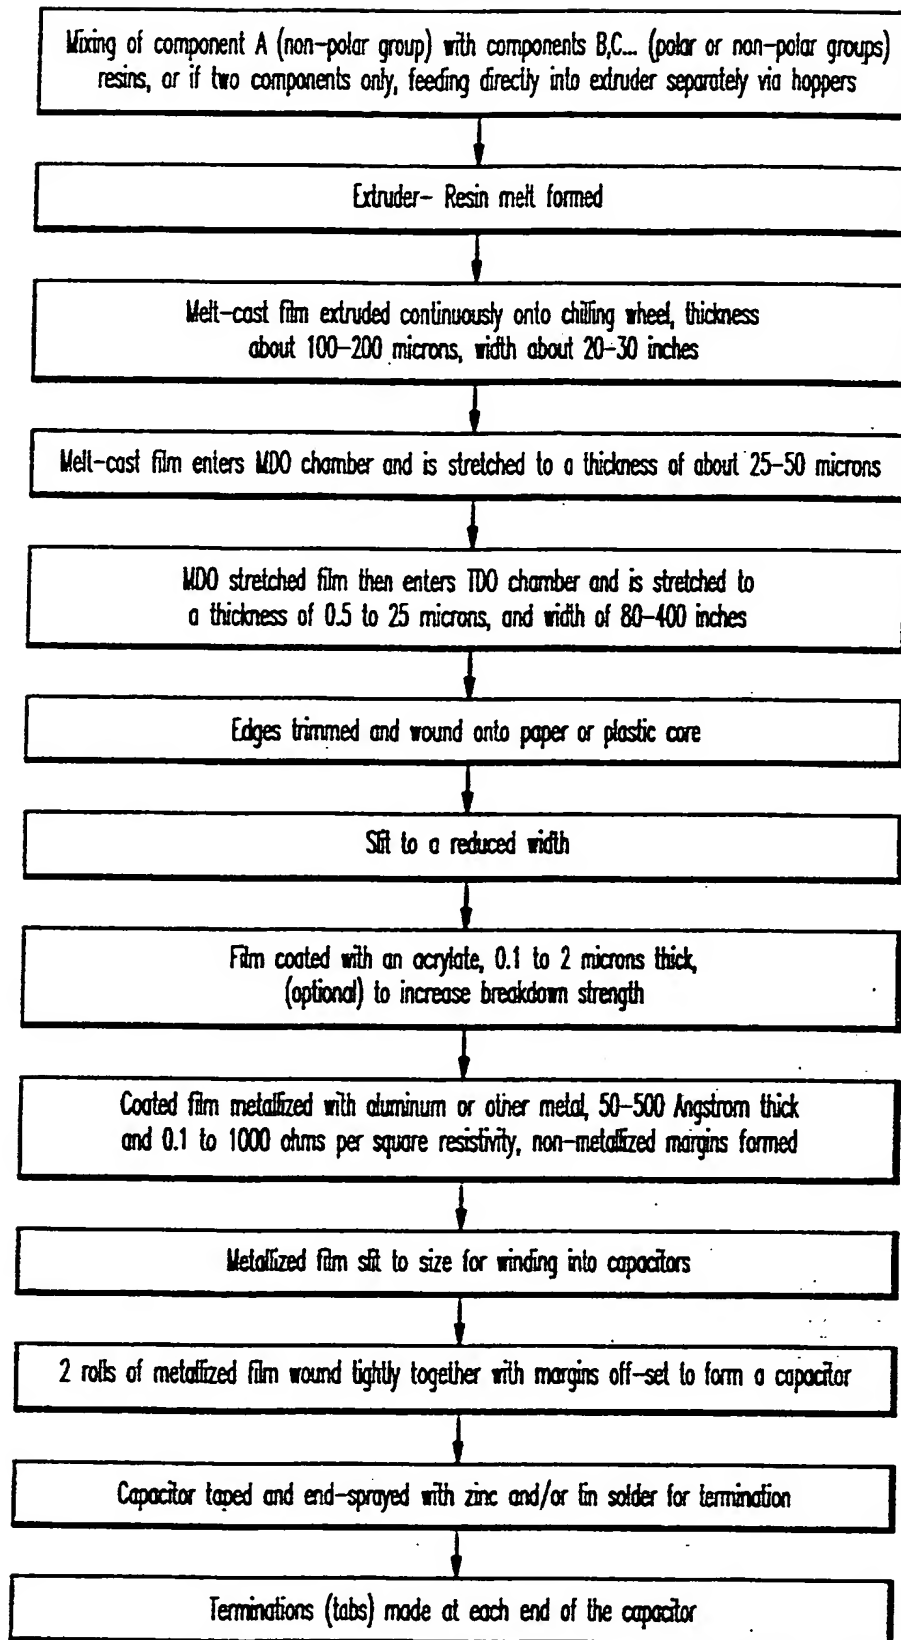 Mixing of component A (non-polar group) with components B,C... (polar or non-polar groups)
resins, or if two components only, feeding directly into extruder separately via hoppers
Extruder- Resin melt formed
Melt-cast film extruded continuously onto chilling wheel, thickness
about 100-200 microns, width about 20-30 inches
Melt-cast film enters MDO chamber and is stretched to a thickness of about 25-50 microns
MDO stretched film then enters TDO chamber and is stretched to
a thickness of 0.5 to 25 microns, and width of 80-400 inches
Edges trimmed and wound onto paper or plastic core
Slit to a reduced width
Film coated with an acrylate, 0.1 to 2 microns thick,
(optional) to increase breakdown strength
Coated film metallized with aluminum or other metal, 50-500 Angstrom thick
and 0.1 to 1000 ohms per square resistivity, non-metallized margins formed
Metallized film slit to size for winding into capacitors
2 rolls of metallized film wound tightly together with margins off-set to form a capacitor
Capacitor taped and end-sprayed with zinc and/or tin solder for termination
Terminations (tabs) made at each end of the capacitor